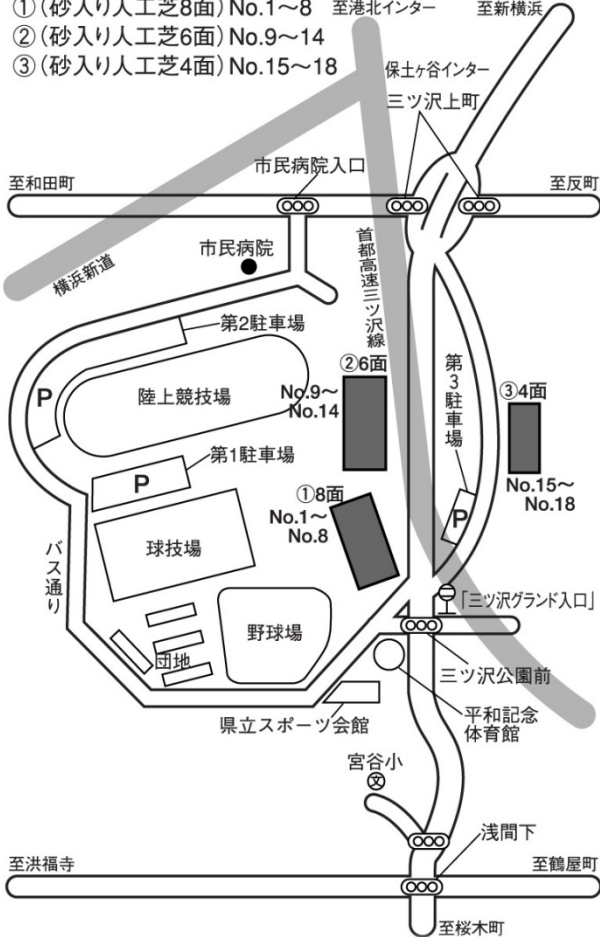 ①(砂入り人工芝8面)No.1〜8
②(砂入り人工芝6面)No.9〜14
③(砂入り人工芝4面)No.15〜18
至港北インター
至新横浜
保土ヶ谷インター
三ツ沢上町
市民病院入口
至和田町
至反町
市民病院
横浜新道
首都高速三ツ沢線
第2駐車場
②6面
No.9〜
No.14
第3駐車場
③4面
P
陸上競技場
第1駐車場
P
①8面
No.1〜
No.8
No.15〜
No.18
P
球技場
バス通り
「三ツ沢グランド入口」
野球場
団地
三ツ沢公園前
県立スポーツ会館
平和記念
体育館
宮谷小
文
浅間下
至洪福寺
至鶴屋町
至桜木町